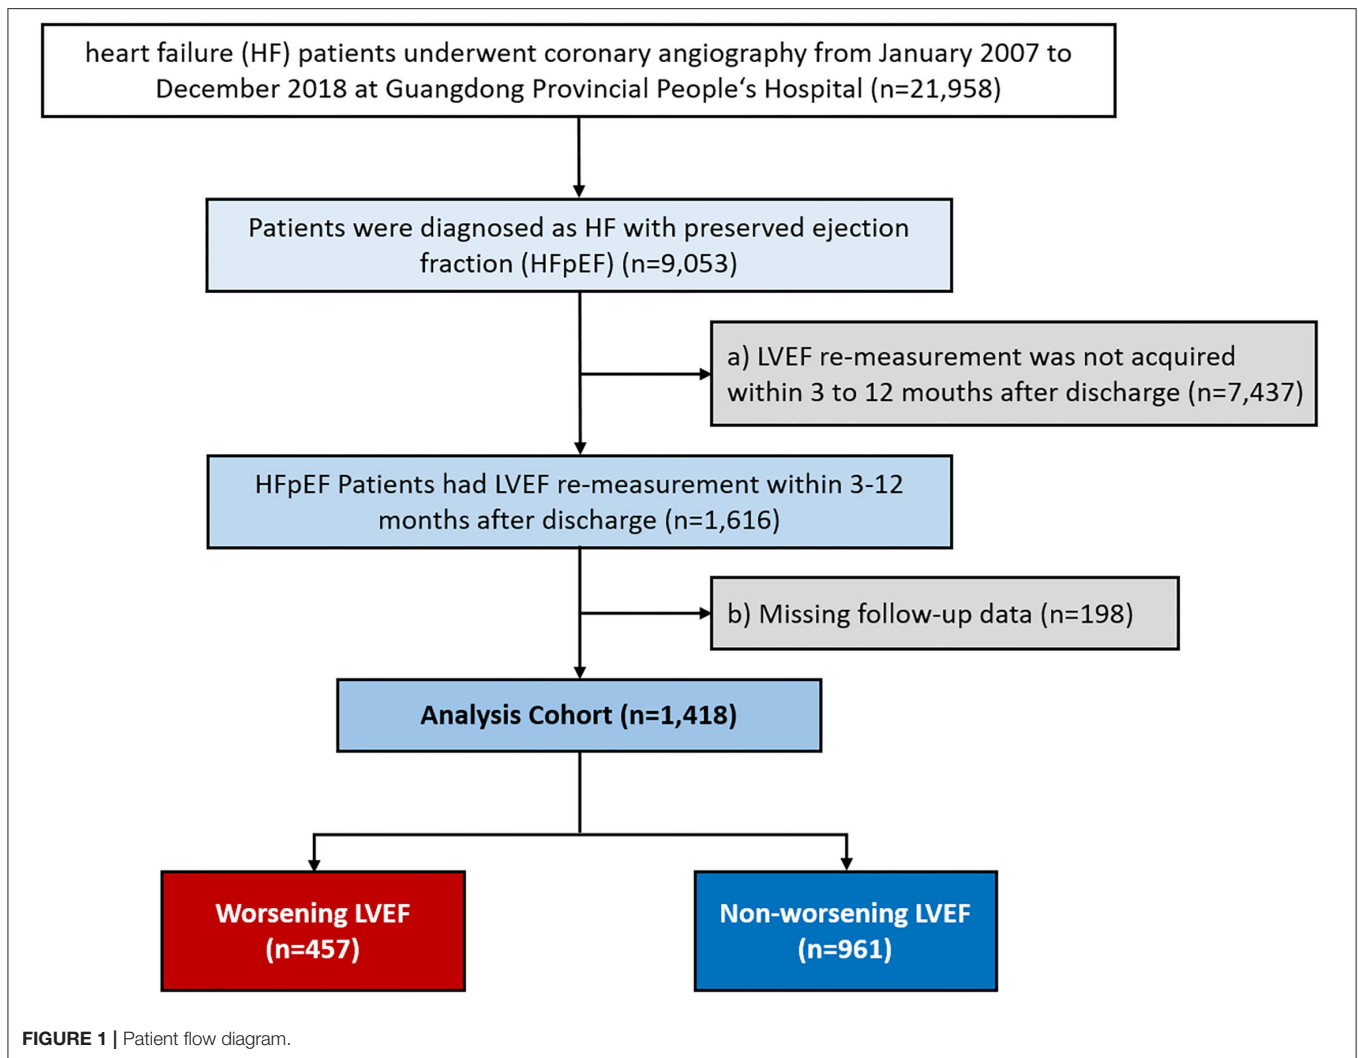 heart failure (HF) patients underwent coronary angiography from January 2007 to
December 2018 at Guangdong Provincial People‘s Hospital (n=21,958)
Patients were diagnosed as HF with preserved ejection
fraction (HFpEF) (n=9,053)
a) LVEF re-measurement was not acquired
within 3 to 12 mouths after discharge (n=7,437)
HFpEF Patients had LVEF re-measurement within 3-12
months after discharge (n=1,616)
b) Missing follow-up data (n=198)
Analysis Cohort (n=1,418)
Worsening LVEF
(n=457)
Non-worsening LVEF
(n=961)
FIGURE 1 | Patient flow diagram.